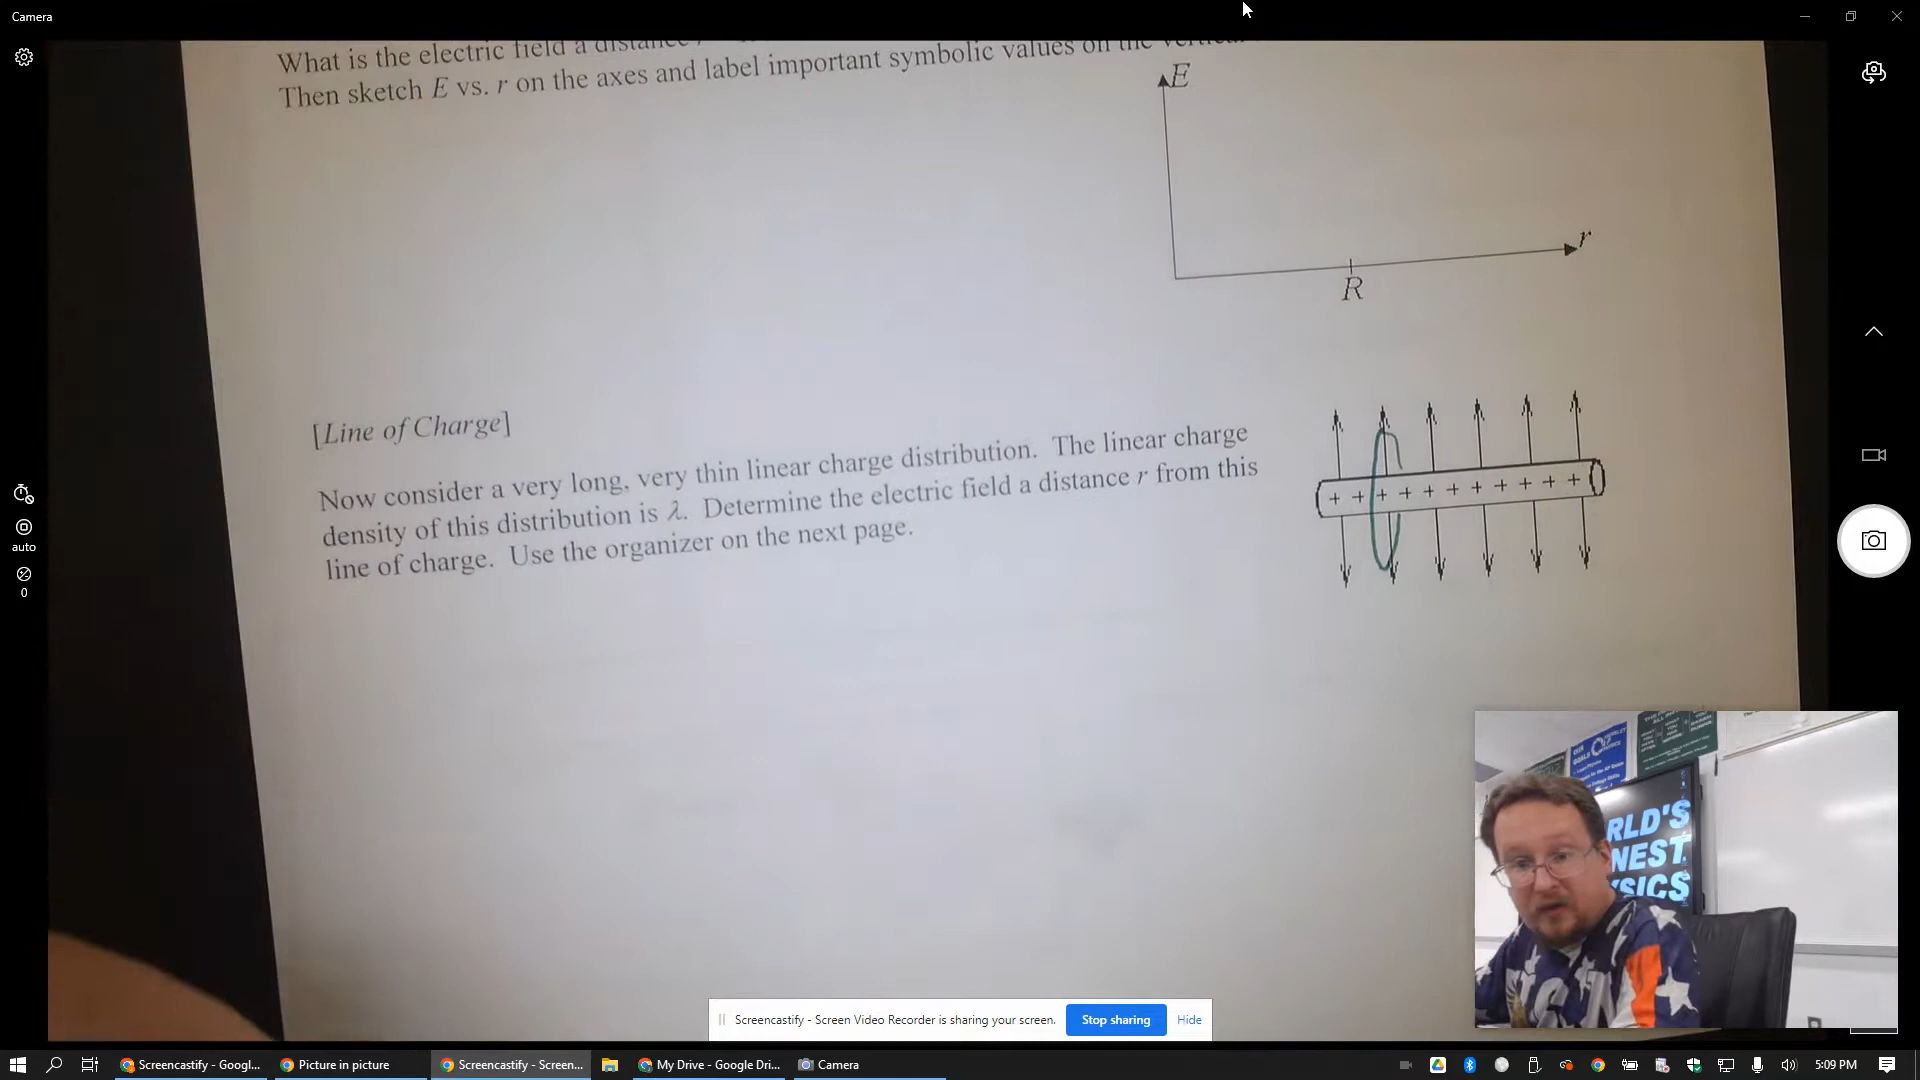 Camera
What is the electric field a distance r
Then sketch E vs. r on the axes and label important symbolic values on the
E
r
R
[Line of Charge]
Now consider a very long, very thin linear charge distribution. The linear charge
density of this distribution is λ. Determine the electric field a distance r from this
line of charge. Use the organizer on the next page.
+ + + + + + + + + + +
auto
0
RLD'S
NEST
SICS
Screencastify - Screen Video Recorder is sharing your screen.
Stop sharing
Hide
Screencastify - Googl...
Picture in picture
Screencastify - Screen...
My Drive - Google Dri...
Camera
5:09 PM